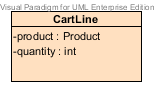 Visual Paradigm for UML Enterprise Edition
CartLine
-product : Product
-quantity : int